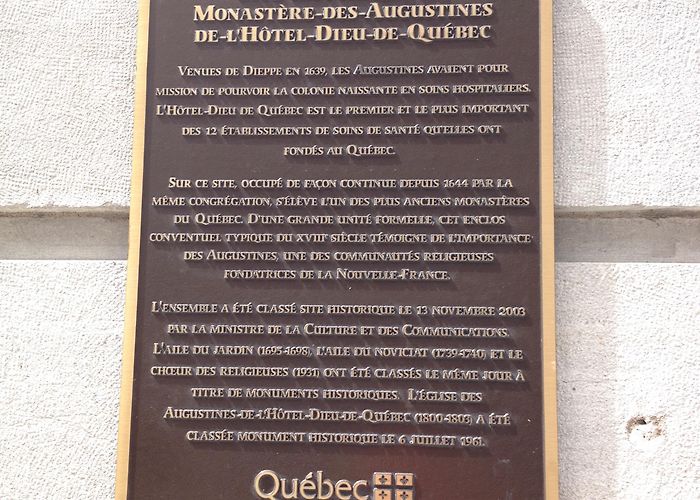 Monastère-des-Augustines
de-l'Hôtel-Dieu-de-Québec
Venues de Dieppe en 1639, les Augustines avaient pour
mission de pourvoir la colonie naissante en soins hospitaliers.
L'Hôtel-Dieu de Québec est le premier et le plus important
des 12 établissements de soins de santé qu'elles ont
fondés au Québec.
Sur ce site, occupé de façon continue depuis 1644 par la
même congrégation, s'élève l'un des plus anciens monastères
du Québec. D'une grande unité formelle, cet enclos
conventuel typique du XVIIe siècle témoigne de l'importance
des Augustines, une des communautés religieuses
fondatrices de la Nouvelle-France.
L'ensemble a été classé site historique le 13 novembre 2003
par la ministre de la Culture et des Communications.
L'aile du jardin (1695-1698), l'aile du noviciat (1739-1740) et le
chœur des religieuses (1931) ont été classés le même jour à
titre de monuments historiques. L'église des
Augustines-de-l'Hôtel-Dieu-de-Québec (1800-1803) a été
classée monument historique le 6 juillet 1961.
Québec